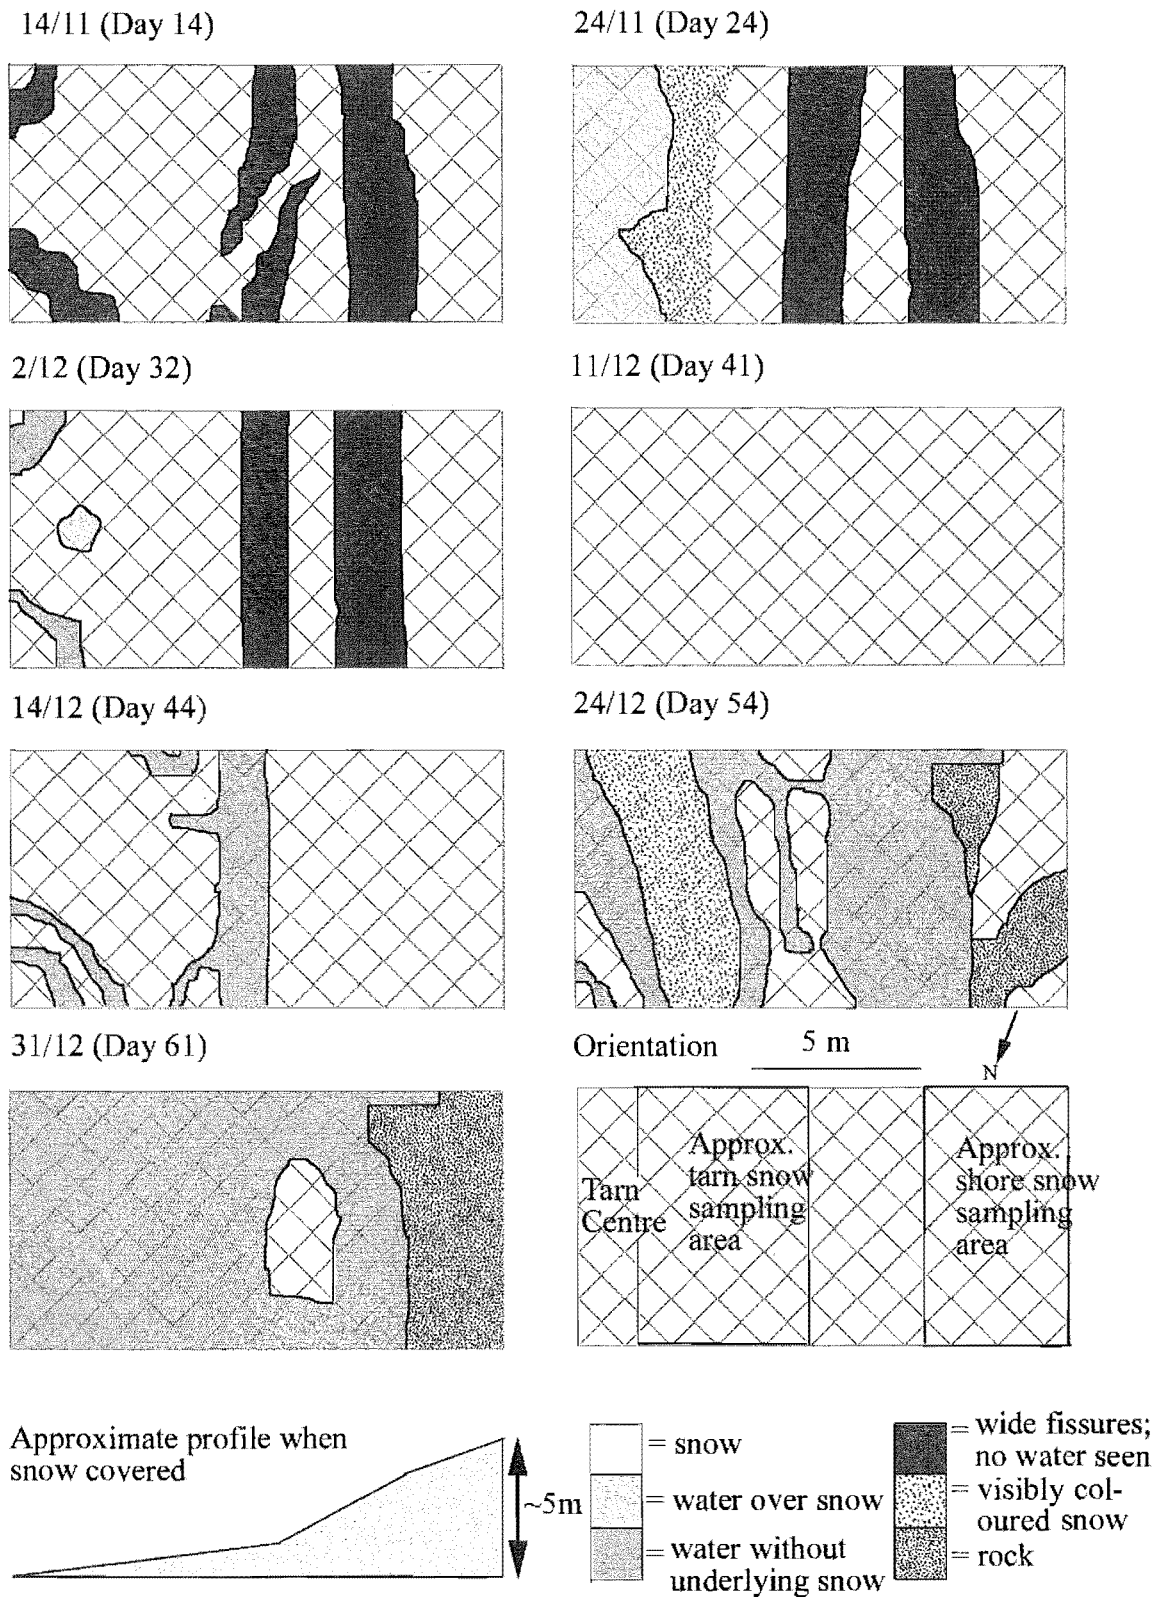 14/11 (Day 14)
24/11 (Day 24)
2/12 (Day 32)
11/12 (Day 41)
14/12 (Day 44)
24/12 (Day 54)
31/12 (Day 61)
Orientation
5 m
N
Tarn
Centre
Approx.
tarn snow
sampling
area
Approx.
shore snow
sampling
area
Approximate profile when
snow covered
~5m
= snow
= water over snow
= water without
underlying snow
= wide fissures;
no water seen
= visibly col-
oured snow
= rock